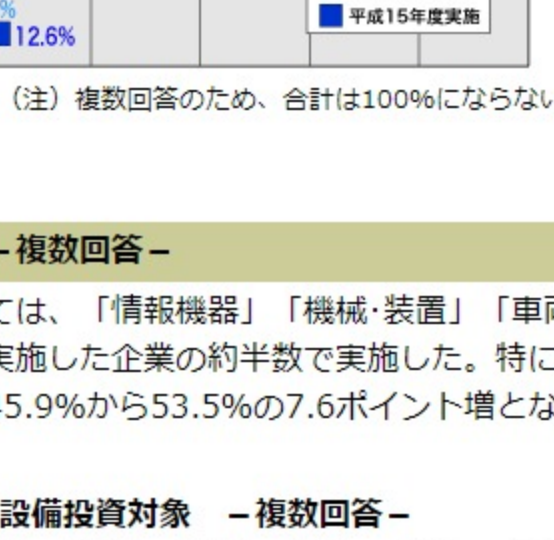 %
12.6%
平成15年度実施
（注）複数回答のため、合計は100%にならない
－複数回答－
ては、「情報機器」「機械･装置」「車両
実施した企業の約半数で実施した。特に
45.9%から53.5%の7.6ポイント増とな
設備投資対象 －複数回答－